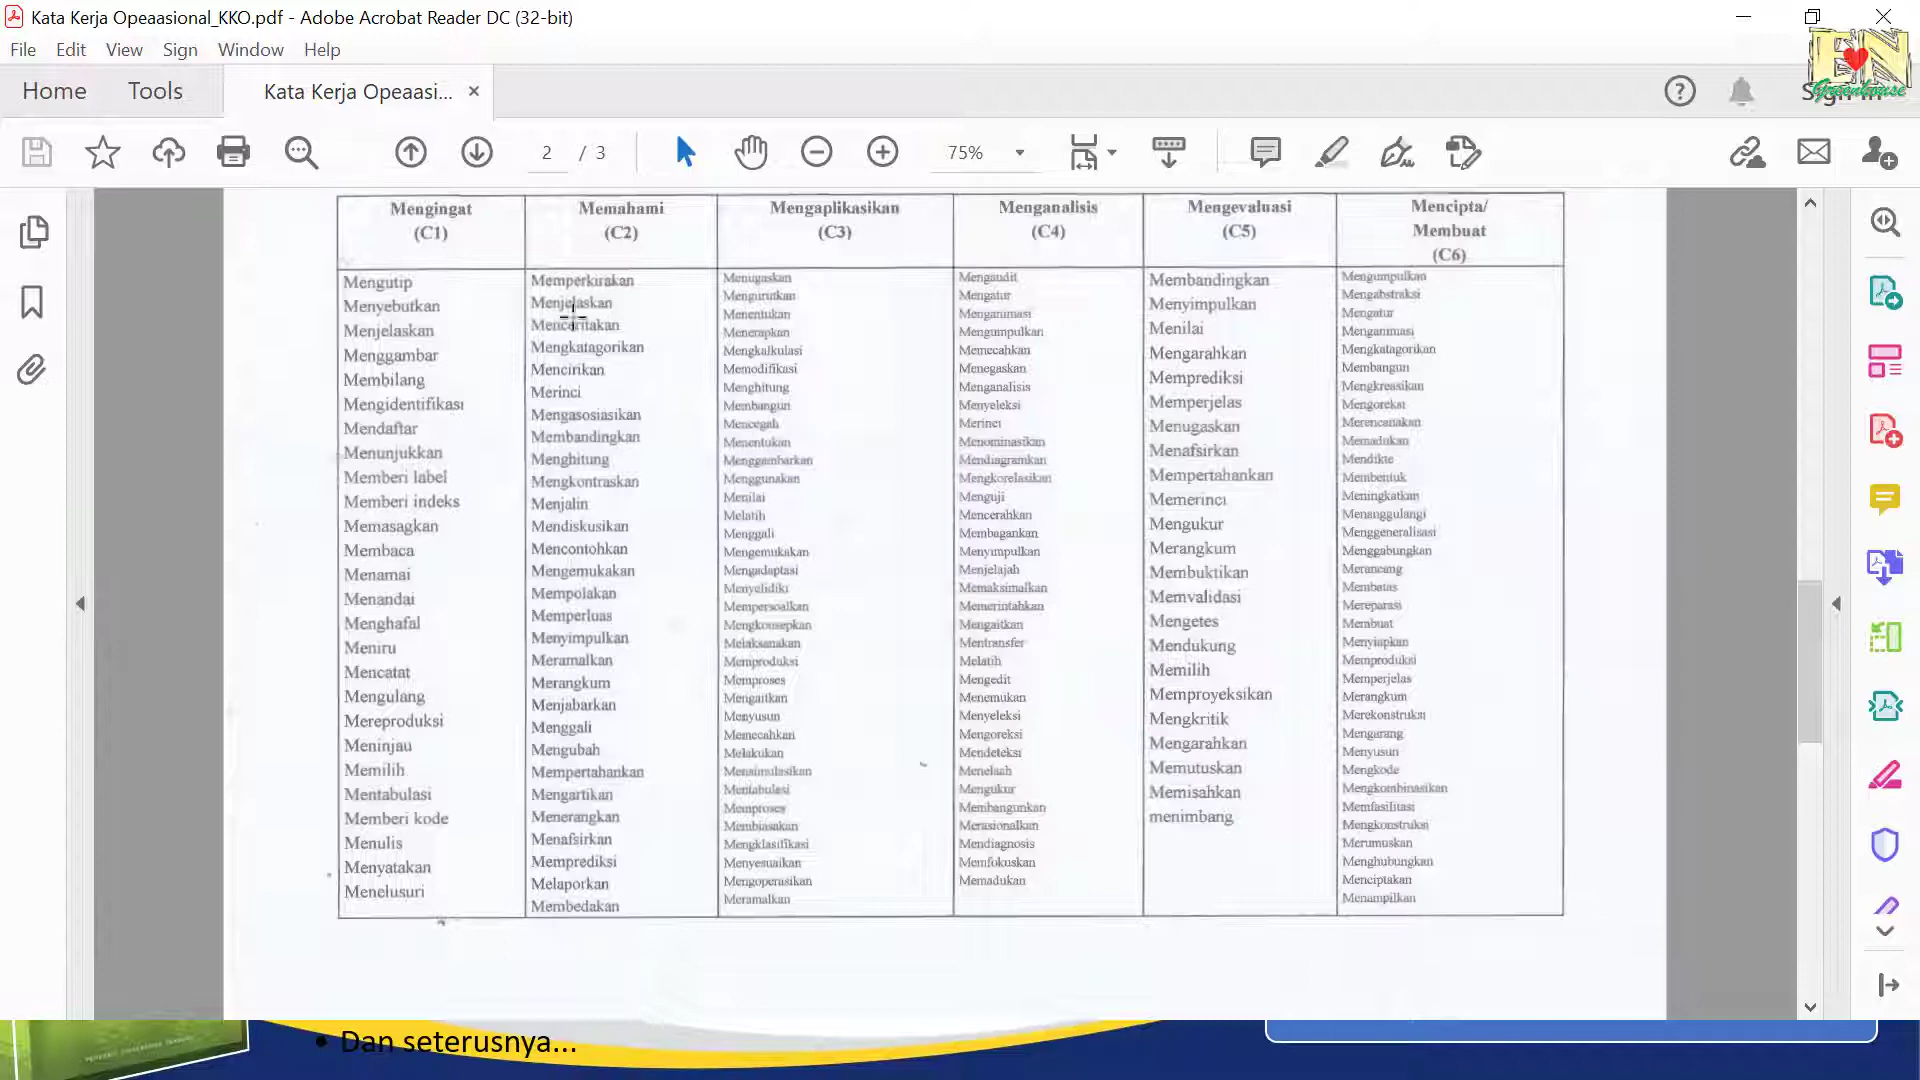 Kata Kerja Opeaasional_KKO.pdf - Adobe Acrobat Reader DC (32-bit)
File Edit View Sign Window Help
EN
Greenhouse
Home Tools Kata Kerja Opeaasi... Sign In
2 / 3 75%
Mengingat
(C1)
Mengutip
Menyebutkan
Menjelaskan
Menggambar
Membilang
Mengidentifikasi
Mendaftar
Menunjukkan
Memberi label
Memberi indeks
Memasagkan
Membaca
Menamai
Menandai
Menghafal
Meniru
Mencatat
Mengulang
Mereproduksi
Meninjau
Memilih
Mentabulasi
Memberi kode
Menulis
Menyatakan
Menelusuri
Memahami
(C2)
Memperkirakan
Menjelaskan
Menceritakan
Mengkatagorikan
Mencirikan
Merinci
Mengasosiasikan
Membandingkan
Menghitung
Mengkontraskan
Menjalin
Mendiskusikan
Mencontohkan
Mengemukakan
Mempolakan
Memperluas
Menyimpulkan
Meramalkan
Merangkum
Menjabarkan
Menggali
Mengubah
Mempertahankan
Mengartikan
Menerangkan
Menafsirkan
Memprediksi
Melaporkan
Membedakan
Mengaplikasikan
(C3)
Menugaskan
Mengurutkan
Menentukan
Menerapkan
Mengkalkulasi
Memodifikasi
Menghitung
Membangun
Mencegah
Menentukan
Menggambarkan
Menggunakan
Menilai
Melatih
Menggali
Mengemukakan
Mengadaptasi
Menyelidiki
Mempersoalkan
Mengkonsepkan
Melaksanakan
Memproduksi
Memproses
Mengaitkan
Menyusun
Memecahkan
Melakukan
Mensimulasikan
Mentabulasi
Memproses
Membiasakan
Mengklasifikasi
Menyesuaikan
Mengoperasikan
Meramalkan
Menganalisis
(C4)
Mengaudit
Mengatur
Menganimasi
Mengumpulkan
Memecahkan
Menegaskan
Menganalisis
Menyeleksi
Merinci
Menominasikan
Mendiagramkan
Mengkorelasikan
Menguji
Mencerahkan
Membagankan
Menyimpulkan
Menjelajah
Memaksimalkan
Memerintahkan
Mengaitkan
Mentransfer
Melatih
Mengedit
Menemukan
Menyeleksi
Mengoreksi
Mendeteksi
Menelaah
Mengukur
Membangunkan
Merasionalkan
Mendiagnosis
Memfokuskan
Memadukan
Mengevaluasi
(C5)
Membandingkan
Menyimpulkan
Menilai
Mengarahkan
Memprediksi
Memperjelas
Menugaskan
Menafsirkan
Mempertahankan
Memerinci
Mengukur
Merangkum
Membuktikan
Memvalidasi
Mengetes
Mendukung
Memilih
Memproyeksikan
Mengkritik
Mengarahkan
Memutuskan
Memisahkan
menimbang
Mencipta/
Membuat
(C6)
Mengumpulkan
Mengabstraksi
Mengatur
Menganimasi
Mengkatagorikan
Membangun
Mengkreasikan
Mengoreksi
Merencanakan
Memadukan
Mendikte
Membentuk
Meningkatkan
Menanggulangi
Menggeneralisasi
Menggabungkan
Merancang
Membatas
Mereparasi
Membuat
Menyiapkan
Memproduksi
Memperjelas
Merangkum
Merekonstruksi
Mengarang
Menyusun
Mengkode
Mengkombinasikan
Memfasilitasi
Mengkonstruksi
Merumuskan
Menghubungkan
Menciptakan
Menampilkan
• Dan seterusnya...